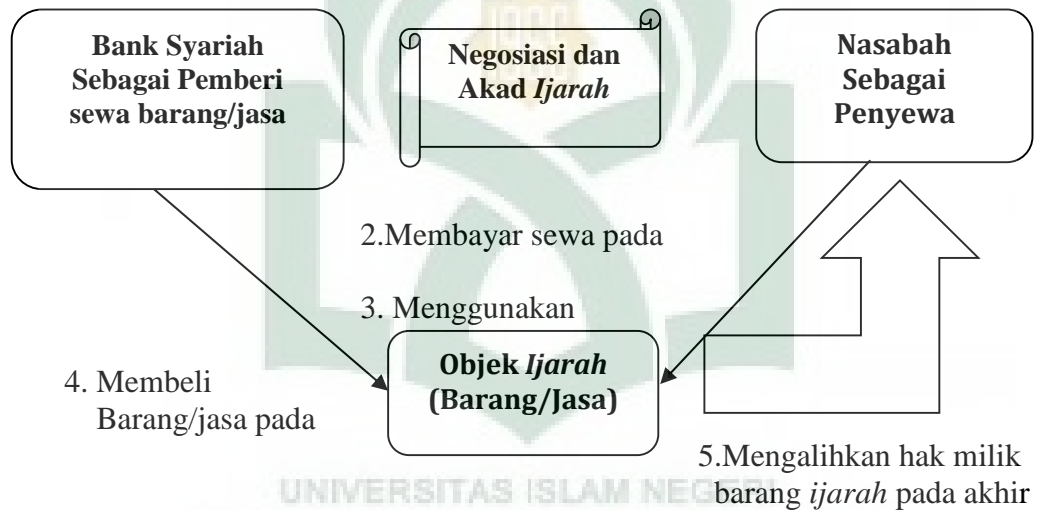 Bank Syariah
Sebagai Pemberi
sewa barang/jasa
Negosiasi dan
Akad Ijarah
Nasabah
Sebagai
Penyewa
2.Membayar sewa pada
3. Menggunakan
Objek Ijarah
(Barang/Jasa)
4. Membeli
Barang/jasa pada
5.Mengalihkan hak milik
barang ijarah pada akhir
UNIVERSITAS ISLAM NEGERI